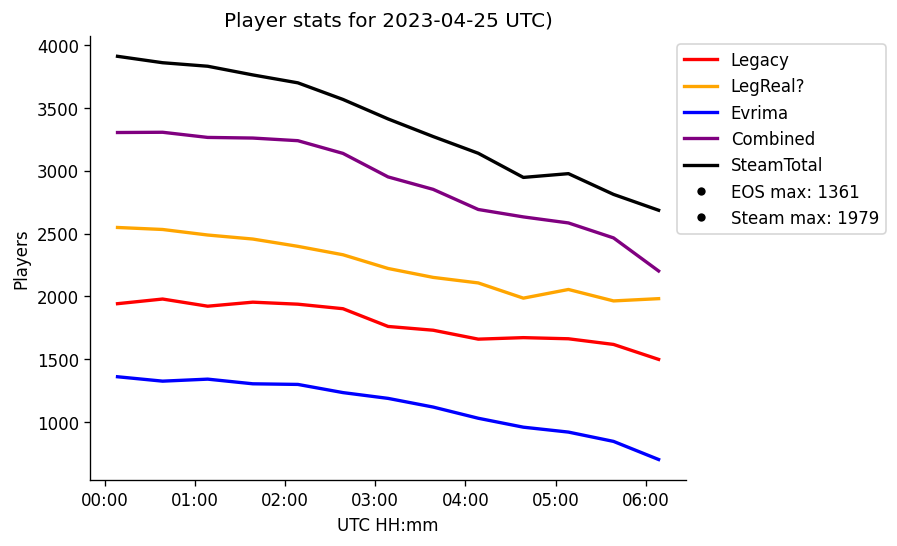 Player stats for 2023-04-25 UTC)
4000
3500
3000
2500
2000
1500
1000
Players
00:00 01:00 02:00 03:00 04:00 05:00 06:00
UTC HH:mm
Legacy
LegReal?
Evrima
Combined
SteamTotal
EOS max: 1361
Steam max: 1979